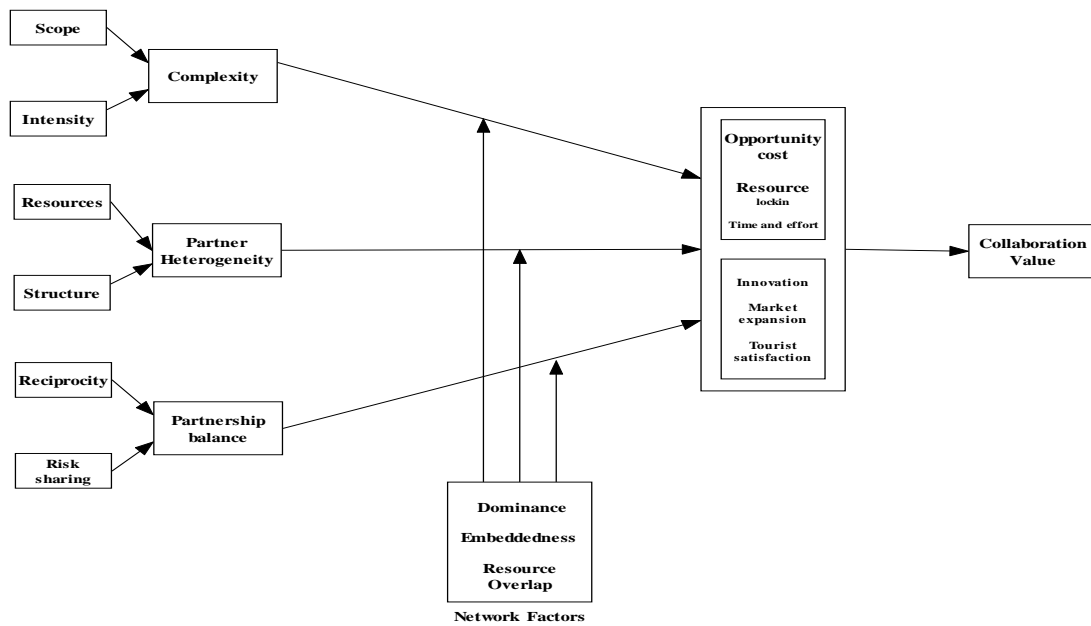 Scope
Complexity
Intensity
Resources
Partner
Heterogeneity
Structure
Reciprocity
Partnership
balance
Risk
sharing
Dominance
Embeddedness
Resource
Overlap
Network Factors
Opportunity
cost
Resource
lockin
Time and effort
Innovation
Market
expansion
Tourist
satisfaction
Collaboration
Value